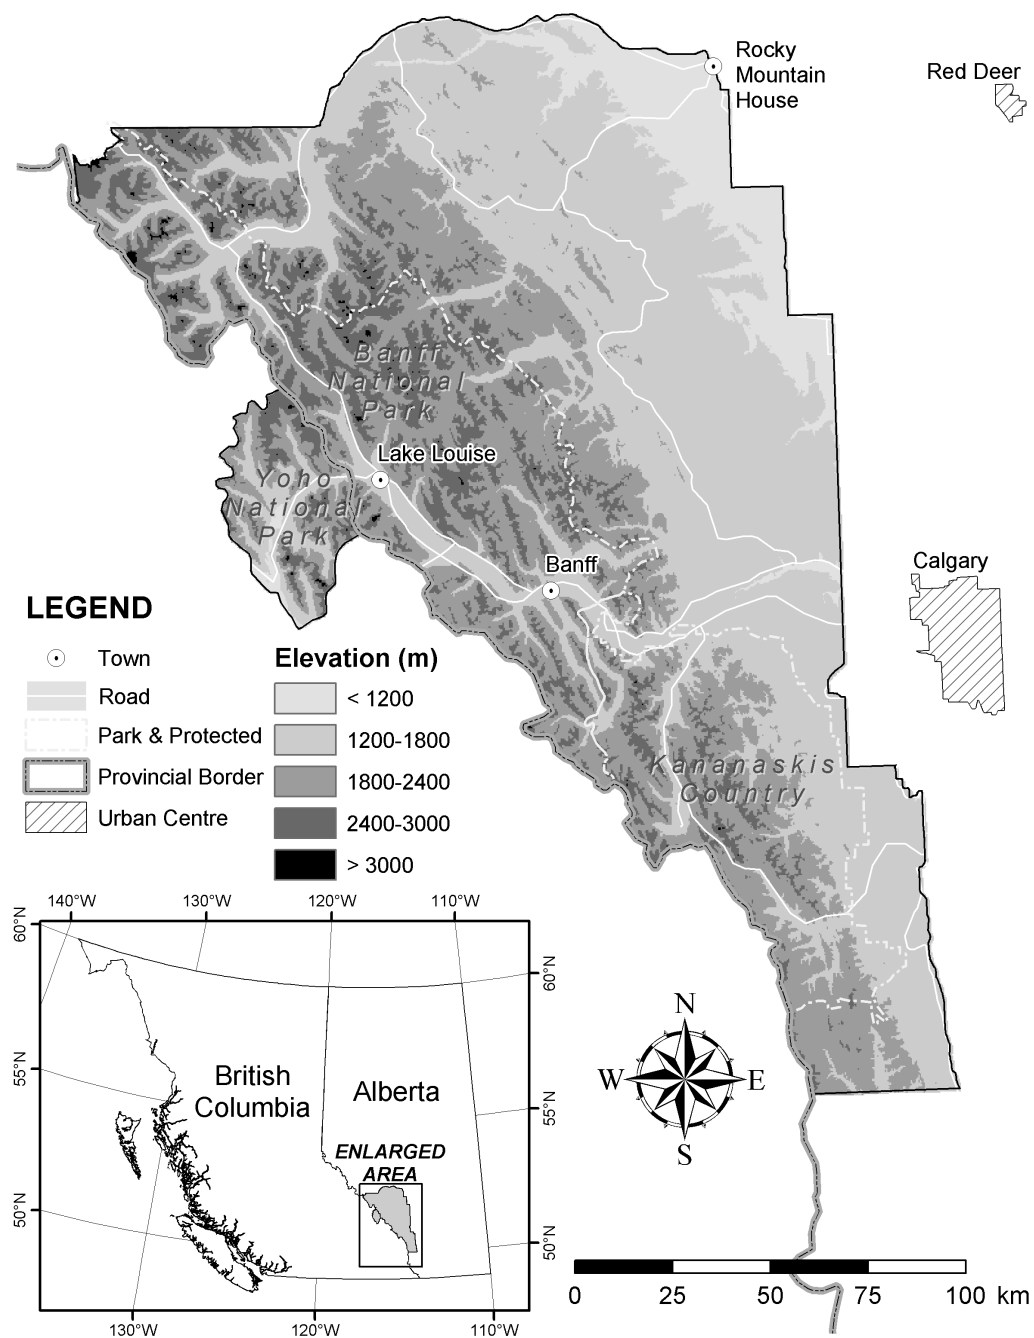 Rocky
Mountain
House
Red Deer
Banff
National
Park
Lake Louise
Yoho
National
Park
Banff
Calgary
Kananaskis
Country
LEGEND
Town
Road
Park & Protected
Provincial Border
Urban Centre
Elevation (m)
< 1200
1200-1800
1800-2400
2400-3000
> 3000
140°W
130°W
120°W
110°W
60°N
55°N
50°N
60°N
55°N
50°N
British
Columbia
Alberta
ENLARGED
AREA
130°W
120°W
110°W
N
W
E
S
0
25
50
75
100 km